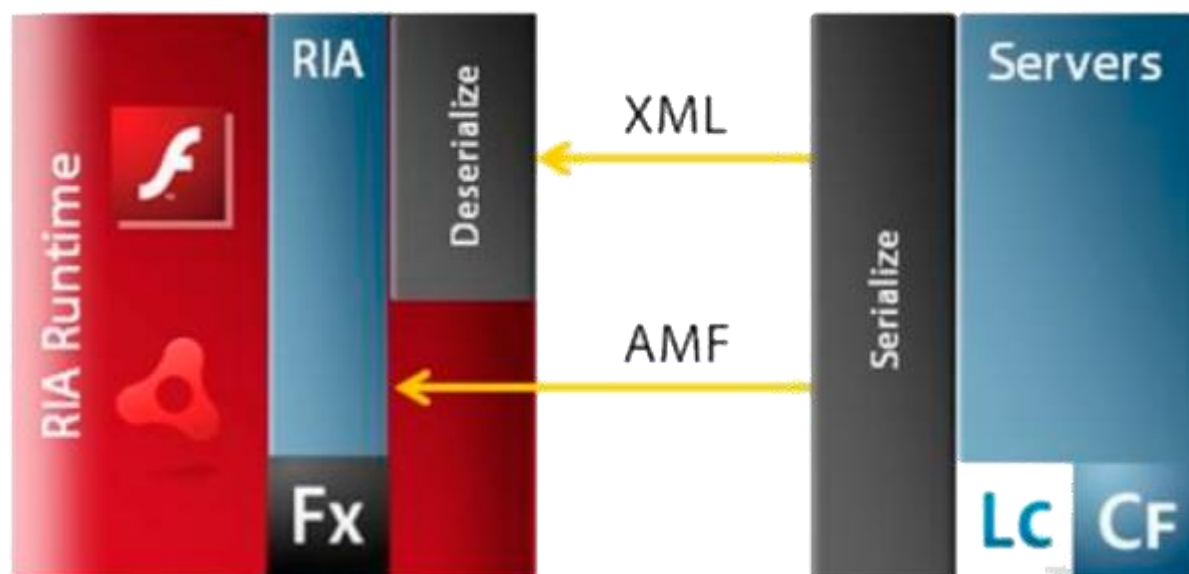 RIA Runtime
RIA
Fx
Deserialize
XML
AMF
Serialize
Servers
Lc
CF